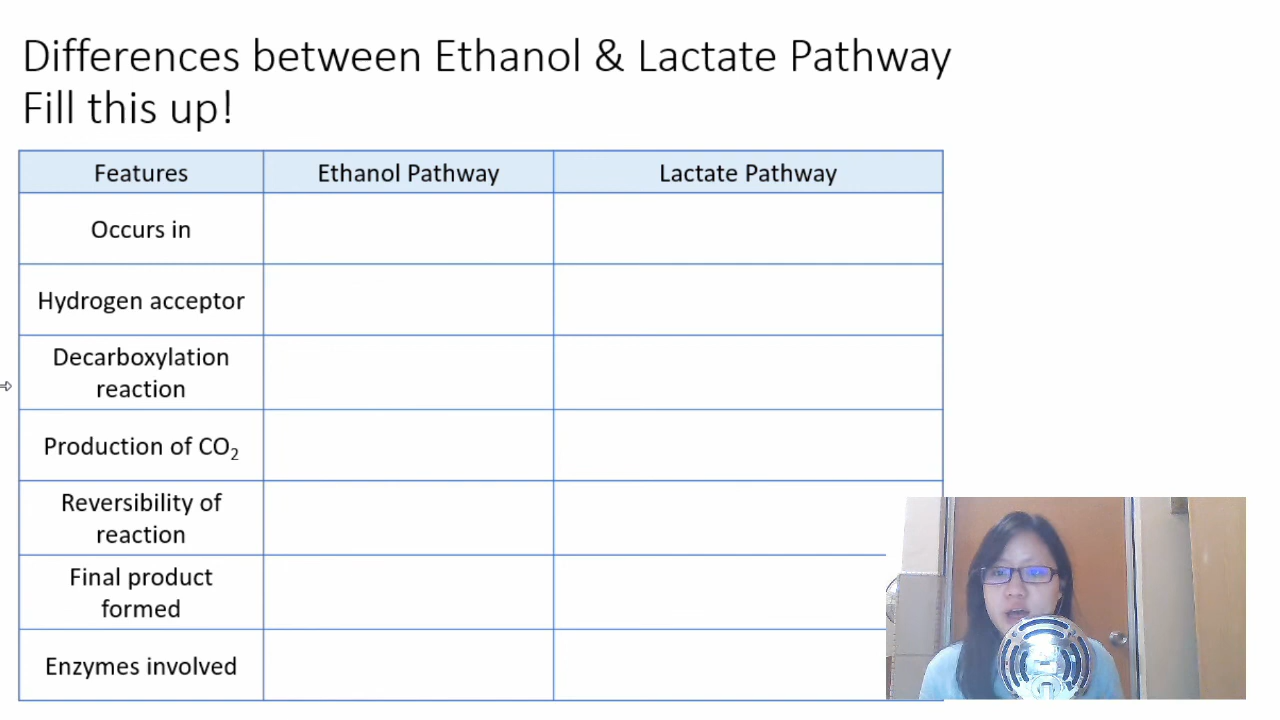 Differences between Ethanol & Lactate Pathway
Fill this up!
Features Ethanol Pathway Lactate Pathway
Occurs in
Hydrogen acceptor
Decarboxylation
reaction
Production of CO₂
Reversibility of
reaction
Final product
formed
Enzymes involved